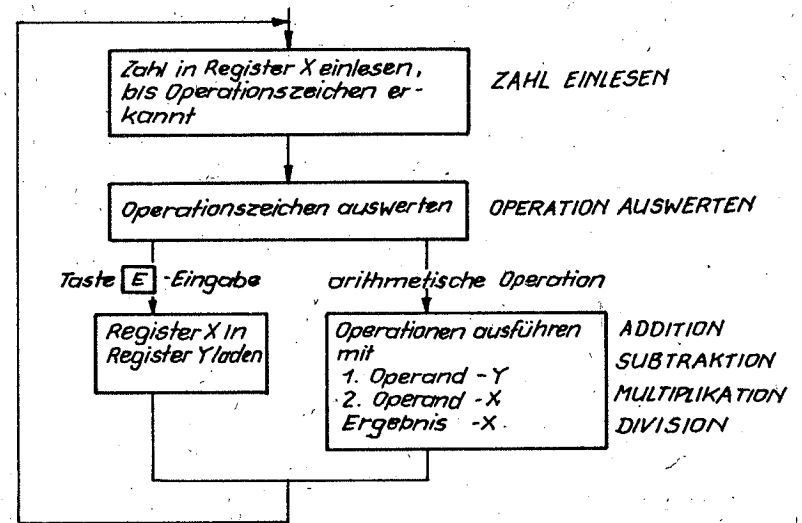 Zahl in Register X einlesen,
bis Operationszeichen er-
kannt
ZAHL EINLESEN
Operationszeichen auswerten
OPERATION AUSWERTEN
Taste E -Eingabe
arithmetische Operation
Register X in
Register Y laden
Operationen ausführen
mit
1. Operand - Y
2. Operand - X
Ergebnis - X
ADDITION
SUBTRAKTION
MULTIPLIKATION
DIVISION